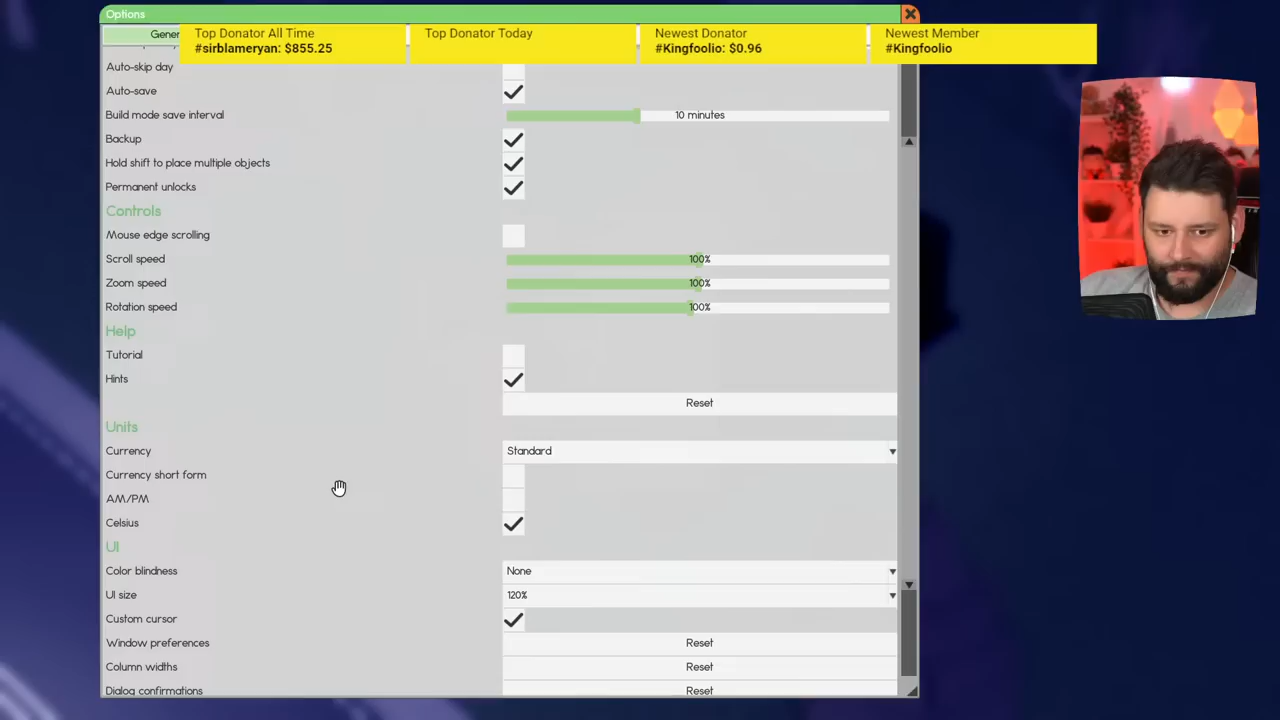 Options
Gener
Top Donator All Time
#sirblameryan: $855.25
Top Donator Today
Newest Donator
#Kingfoolio: $0.96
Newest Member
#Kingfoolio
Auto-skip day
Auto-save
Build mode save interval 10 minutes
Backup
Hold shift to place multiple objects
Permanent unlocks
Controls
Mouse edge scrolling
Scroll speed 100%
Zoom speed 100%
Rotation speed 100%
Help
Tutorial
Hints
Reset
Units
Currency Standard
Currency short form
AM/PM
Celsius
UI
Color blindness None
UI size 120%
Custom cursor
Window preferences Reset
Column widths Reset
Dialog confirmations Reset